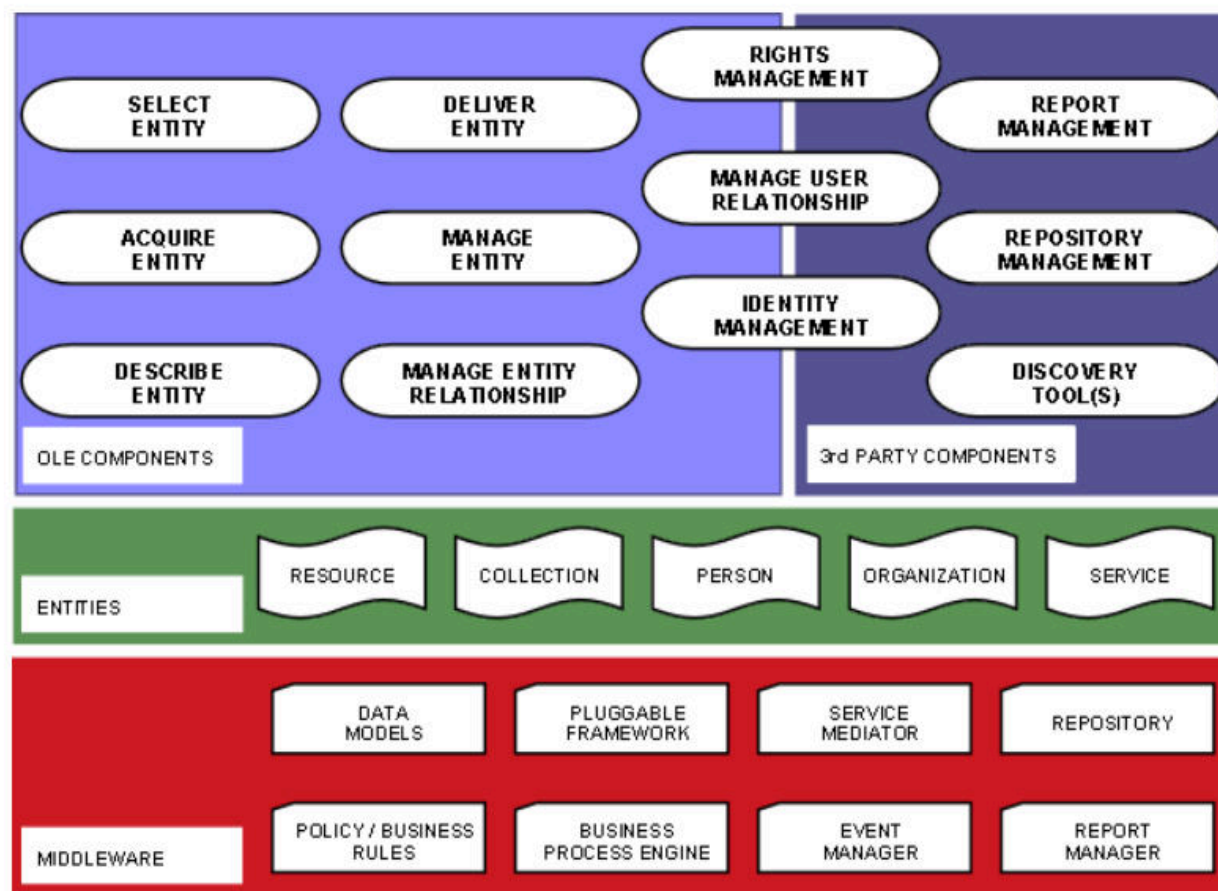 SELECT
ENTITY
DELIVER
ENTITY
RIGHTS
MANAGEMENT
REPORT
MANAGEMENT
MANAGE USER
RELATIONSHIP
ACQUIRE
ENTITY
MANAGE
ENTITY
REPOSITORY
MANAGEMENT
IDENTITY
MANAGEMENT
DESCRIBE
ENTITY
MANAGE ENTITY
RELATIONSHIP
DISCOVERY
TOOL(S)
OLE COMPONENTS
3rd PARTY COMPONENTS
RESOURCE
COLLECTION
PERSON
ORGANIZATION
SERVICE
ENTITIES
DATA
MODELS
PLUGGABLE
FRAMEWORK
SERVICE
MEDIATOR
REPOSITORY
POLICY / BUSINESS
RULES
BUSINESS
PROCESS ENGINE
EVENT
MANAGER
REPORT
MANAGER
MIDDLEWARE